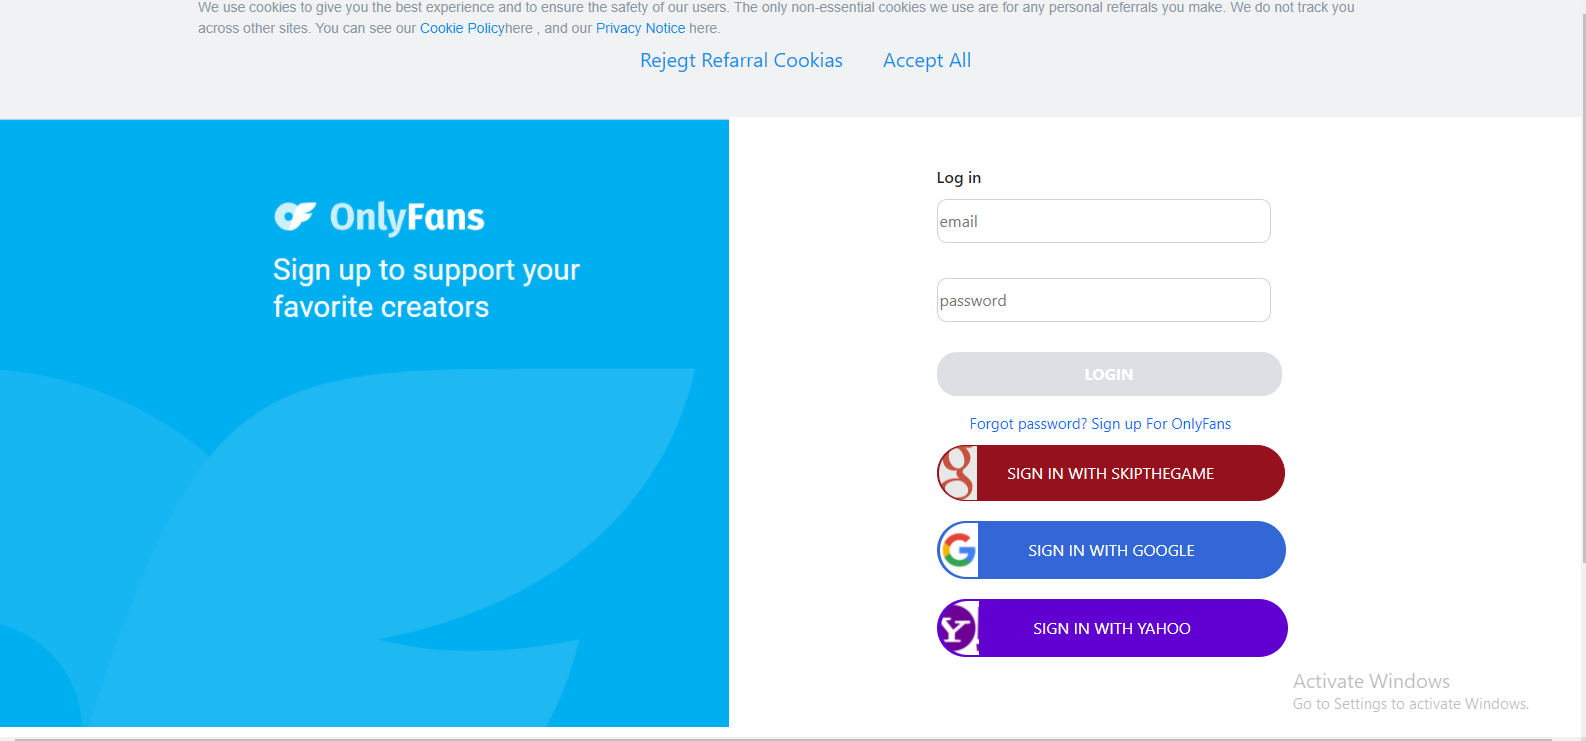 We use cookies to give you the best experience and to ensure the safety of our users. The only non-essential cookies we use are for any personal referrals you make. We do not track you
across other sites. You can see our Cookie Policyhere , and our Privacy Notice here.
Rejegt Refarral Cookias Accept All
OnlyFans
Sign up to support your
favorite creators
Log in
email
password
LOGIN
Forgot password? Sign up For OnlyFans
SIGN IN WITH SKIPTHEGAME
SIGN IN WITH GOOGLE
SIGN IN WITH YAHOO
Activate Windows
Go to Settings to activate Windows.